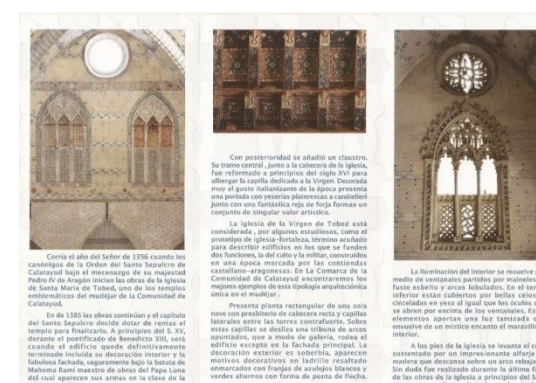 Corría el año del Señor de 1356 cuando los
canónigos de la Orden del Santo Sepulcro de
Calatayud bajo el mecenazgo de su majestad
Pedro IV de Aragón inician las obras de la iglesia
de Santa María de Tobed, uno de los templos
emblemáticos del mudéjar de la Comunidad de
Calatayud.
En de 1385 las obras continúan y el capítulo
del Santo Sepulcro decide dotar de rentas el
templo para finalizarlo. A principios del S. XV,
durante el pontificado de Benedicto XIII, será
cuando el edificio quede definitivamente
terminado incluida su decoración interior y la
fabulosa fachada, seguramente bajo la batuta de
Mahoma Rami maestro de obras del Papa Luna
del cual aparecen sus armas en la clave de la
Con posterioridad se añadió un claustro.
Su tramo central , junto a la cabecera de la iglesia,
fue reformado a principios del siglo XVI para
albergar la capilla dedicada a la Virgen. Decorada
muy al gusto italianizante de la época presenta
una portada con yeserías platerescas a candelieri
junto con una fantástica reja de forja forman un
conjunto de singular valor artístico.
La iglesia de la Virgen de Tobed está
considerada , por algunos estudiosos, como el
prototipo de iglesia-fortaleza, término acuñado
para describir edificios en los que se funden
dos funciones, la del culto y la militar, construidos
en una época marcada por las contiendas
castellano-aragonesas. En La Comarca de la
Comunidad de Calatayud encontraremos los
mejores ejemplos de esta tipología arquitectónica
única en el mudéjar .
Presenta planta rectangular de una sola
nave con presbiterio de cabecera recta y capillas
laterales entre las torres contrafuerte. Sobre
estas capillas se desliza una tribuna de arcos
apuntados, que a modo de galería, rodea el
edificio excepto en la fachada principal. La
decoración exterior es soberbia, aparecen
motivos decorativos en ladrillo resaltado
enmarcados con franjas de azulejos blancos y
verdes alternos con forma de punta de flecha.
La iluminación del interior se resuelve
medio de ventanales partidos por maineles
fuste esbelto y arcos lobulados. En el ter
inferior están cubiertos por bellas celos
cinceladas en yeso al igual que los óculos
se abren por encima de los ventanales. Es
elementos aportan una luz tamizada
envuelve de un místico encanto el maravill
interior.
A los pies de la iglesia se levanta el c
sustentado por un impresionante alfarje
madera que descansa sobre un arco rebaja
Sin duda fue realizado durante la última f
de las obras de la iglesia a principios del S